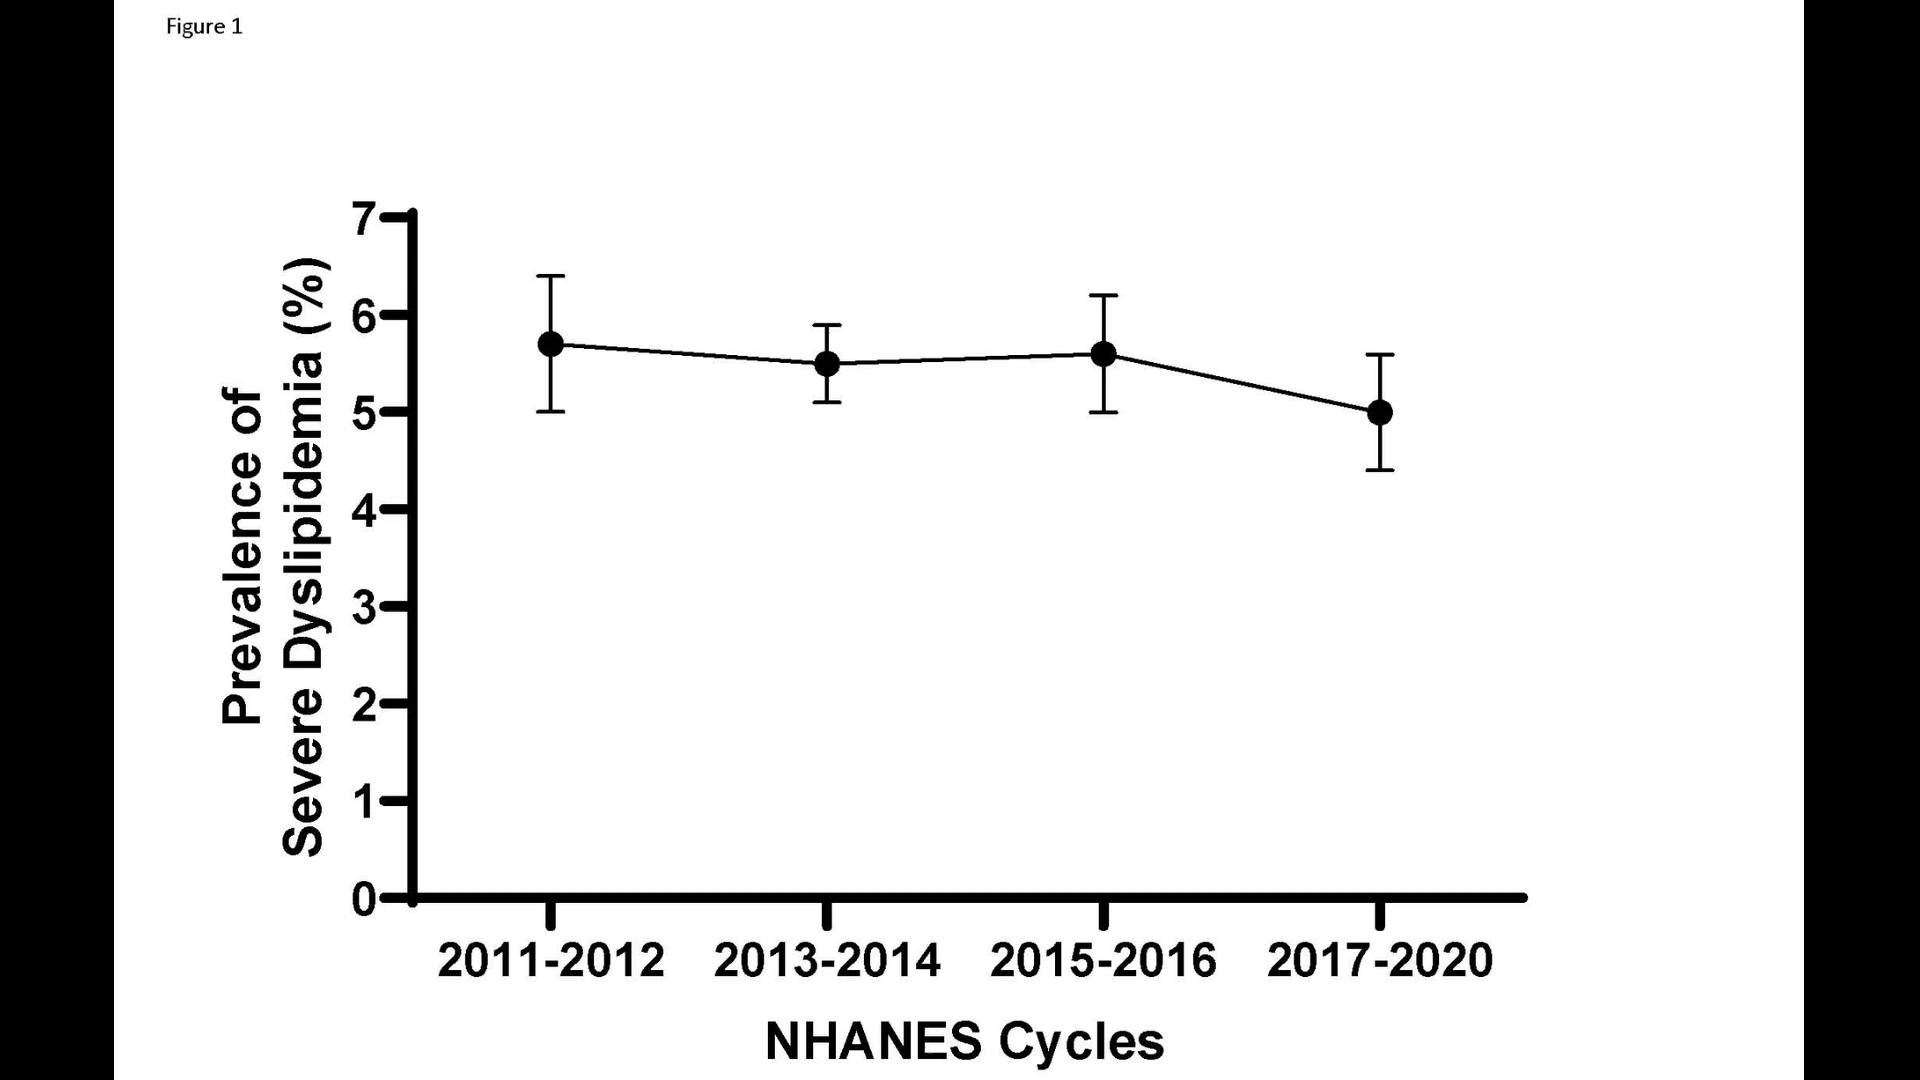 Figure 1
Prevalence of
Severe Dyslipidemia (%)
7
6
5
4
3
2
1
0
2011-2012 2013-2014 2015-2016 2017-2020
NHANES Cycles